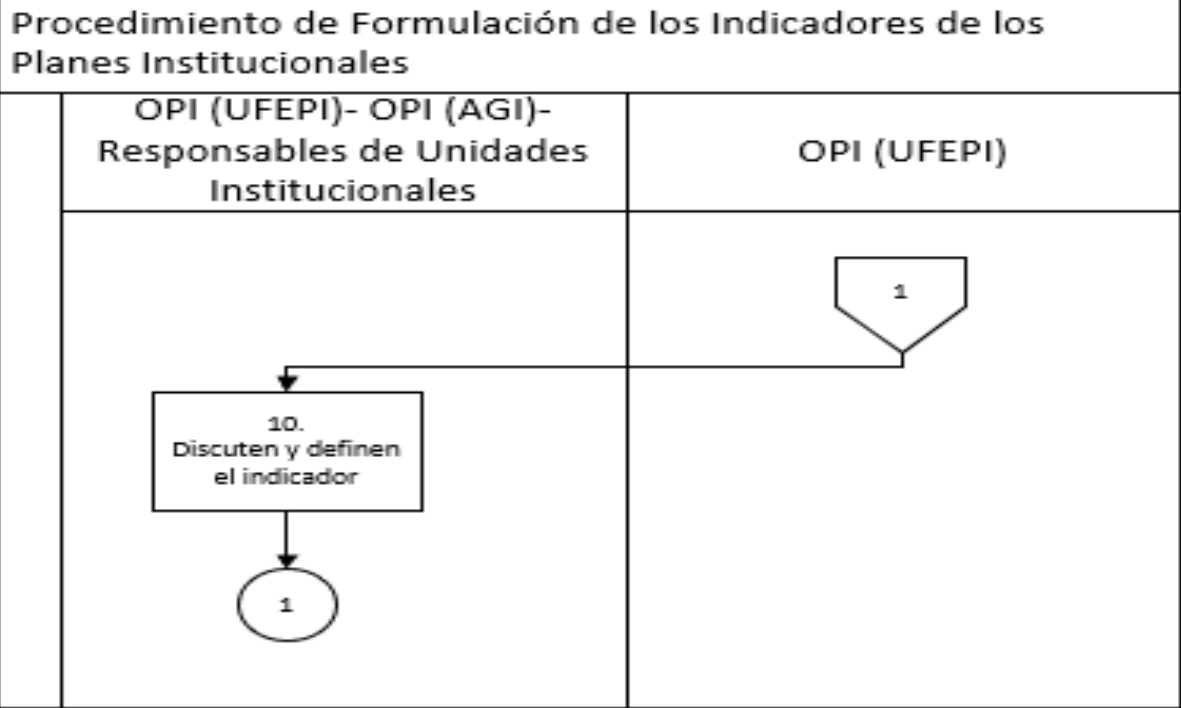 Procedimiento de Formulación de los Indicadores de los
Planes Institucionales
OPI (UFEPI)- OPI (AGI)-
Responsables de Unidades
Institucionales
OPI (UFEPI)
1
10.
Discuten y definen
el indicador
1